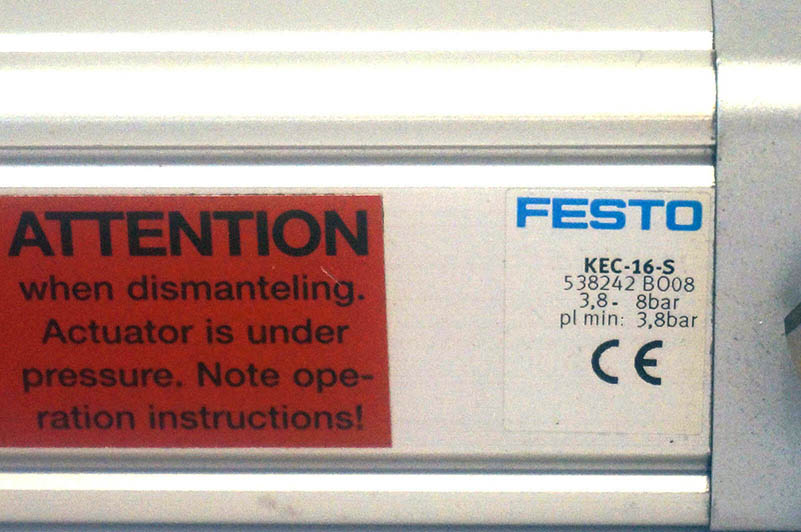 ATTENTION
when dismanteling.
Actuator is under
pressure. Note ope-
ration instructions!
FESTO
KEC-16-S
538242 BO08
3,8- 8bar
pl min: 3,8bar
CE